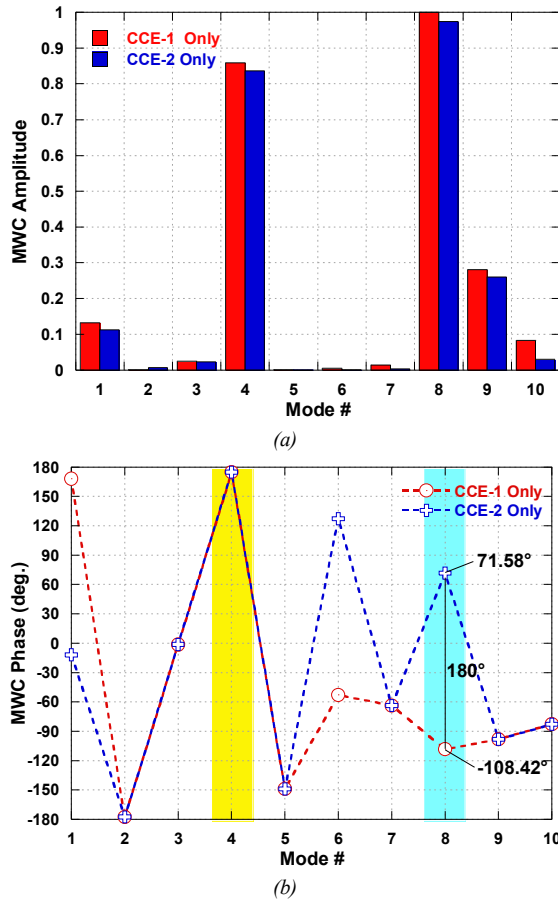 MWC Amplitude
1
0.9
0.8
0.7
0.6
0.5
0.4
0.3
0.2
0.1
0
CCE-1 Only
CCE-2 Only
1 2 3 4 5 6 7 8 9 10
Mode #
(a)
MWC Phase (deg.)
180
150
120
90
60
30
0
-30
-60
-90
-120
-150
-180
CCE-1 Only
CCE-2 Only
71.58°
180°
-108.42°
1 2 3 4 5 6 7 8 9 10
Mode #
(b)